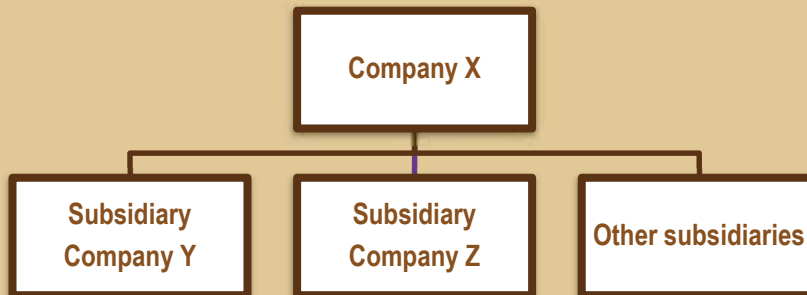 Company X
Subsidiary
Company Y
Subsidiary
Company Z
Other subsidiaries